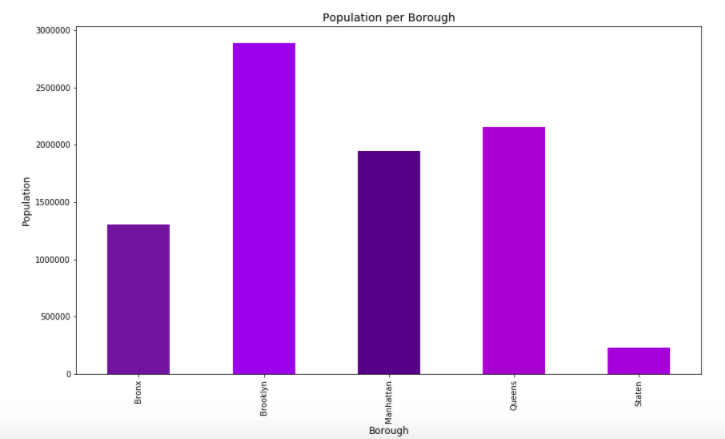 Population per Borough
3000000
2500000
2000000
1500000
1000000
500000
0
Population
Bronx
Brooklyn
Manhattan
Queens
Staten
Borough